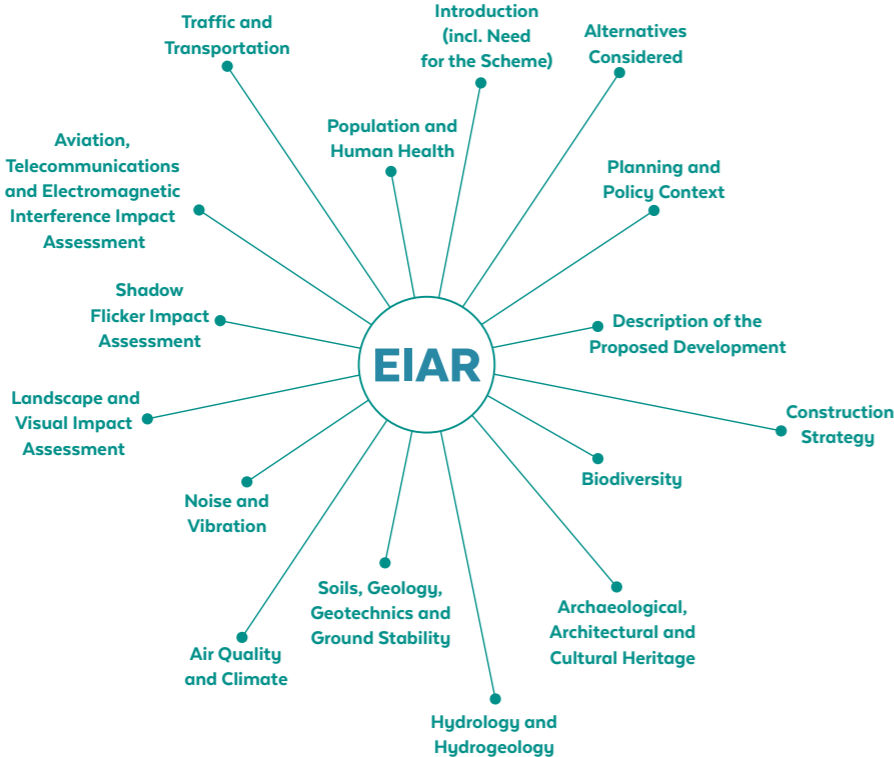 Introduction
(incl. Need
for the Scheme)
Alternatives
Considered
Planning and
Policy Context
Description of the
Proposed Development
Construction
Strategy
Biodiversity
Archaeological,
Architectural and
Cultural Heritage
Hydrology and
Hydrogeology
Soils, Geology,
Geotechnics and
Ground Stability
Air Quality
and Climate
Noise and
Vibration
Landscape and
Visual Impact
Assessment
Shadow
Flicker Impact
Assessment
Aviation,
Telecommunications
and Electromagnetic
Interference Impact
Assessment
Traffic and
Transportation
Population and
Human Health
EIAR